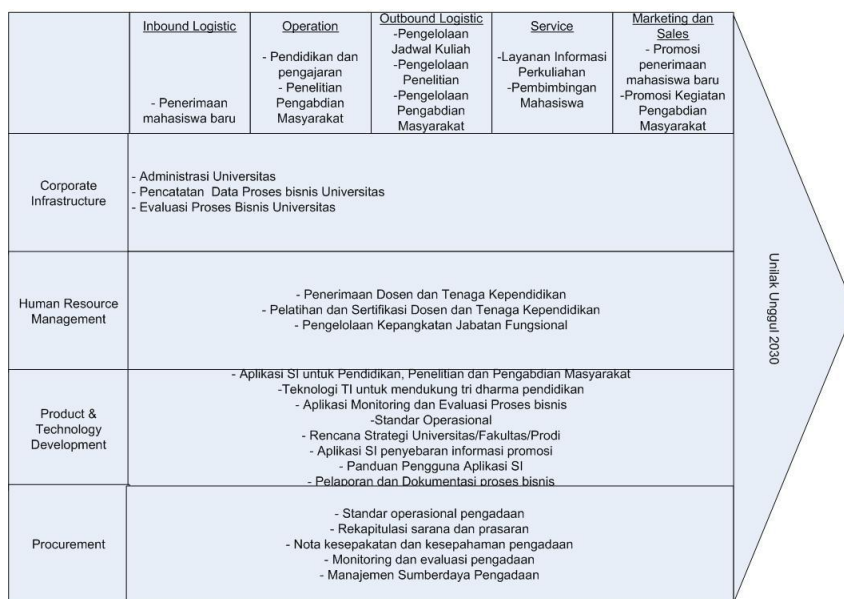 Inbound Logistic
- Penerimaan
mahasiswa baru
Operation
- Pendidikan dan
pengajaran
- Penelitian
Pengabdian
Masyarakat
Outbound Logistic
-Pengelolaan
Jadwal Kuliah
-Pengelolaan
Penelitian
-Pengelolaan
Pengabdian
Masyarakat
Service
-Layanan Informasi
Perkuliahan
-Pembimbingan
Mahasiswa
Marketing dan
Sales
- Promosi
penerimaan
mahasiswa baru
-Promosi Kegiatan
Pengabdian
Masyarakat
Corporate
Infrastructure
- Administrasi Universitas
- Pencatatan Data Proses bisnis Universitas
- Evaluasi Proses Bisnis Universitas
Human Resource
Management
- Penerimaan Dosen dan Tenaga Kependidikan
- Pelatihan dan Sertifikasi Dosen dan Tenaga Kependidikan
- Pengelolaan Kepangkatan Jabatan Fungsional
Product &
Technology
Development
- Aplikasi SI untuk Pendidikan, Penelitian dan Pengabdian Masyarakat
-Teknologi TI untuk mendukung tri dharma pendidikan
- Aplikasi Monitoring dan Evaluasi Proses bisnis
-Standar Operasional
- Rencana Strategi Universitas/Fakultas/Prodi
- Aplikasi SI penyebaran informasi promosi
- Panduan Pengguna Aplikasi SI
- Pelaporan dan Dokumentasi proses bisnis
Procurement
- Standar operasional pengadaan
- Rekapitulasi sarana dan prasaran
- Nota kesepakatan dan kesepahaman pengadaan
- Monitoring dan evaluasi pengadaan
- Manajemen Sumberdaya Pengadaan
Unilak Unggul 2030